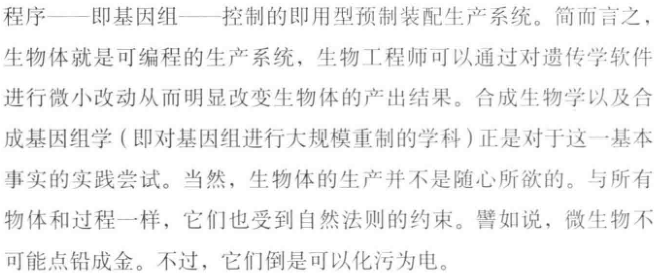 程序——即基因组——控制的即用型预制装配生产系统。简而言之，
生物体就是可编程的生产系统，生物工程师可以通过对遗传学软件
进行微小改动从而明显改变生物体的产出结果。合成生物学以及合
成基因组学（即对基因组进行大规模重制的学科）正是对于这一基本
事实的实践尝试。当然，生物体的生产并不是随心所欲的。与所有
物体和过程一样，它们也受到自然法则的约束。譬如说，微生物不
可能点铅成金。不过，它们倒是可以化污为电。